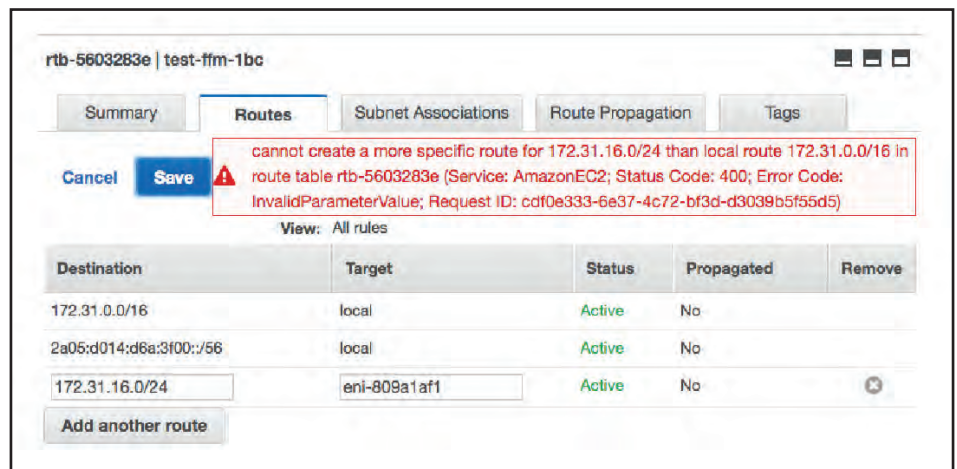 rtb-5603283e | test-ffm-1bc
Summary
Routes
Subnet Associations
Route Propagation
Tags
Cancel
Save
cannot create a more specific route for 172.31.16.0/24 than local route 172.31.0.0/16 in
route table rtb-5603283e (Service: AmazonEC2; Status Code: 400; Error Code:
InvalidParameterValue; Request ID: cdf0e333-6e37-4c72-bf3d-d3039b5f55d5)
View: All rules
Destination Target Status Propagated Remove
172.31.0.0/16 local Active No
2a05:d014:d6a:3f00::/56 local Active No
172.31.16.0/24 eni-809a1af1 Active No
Add another route